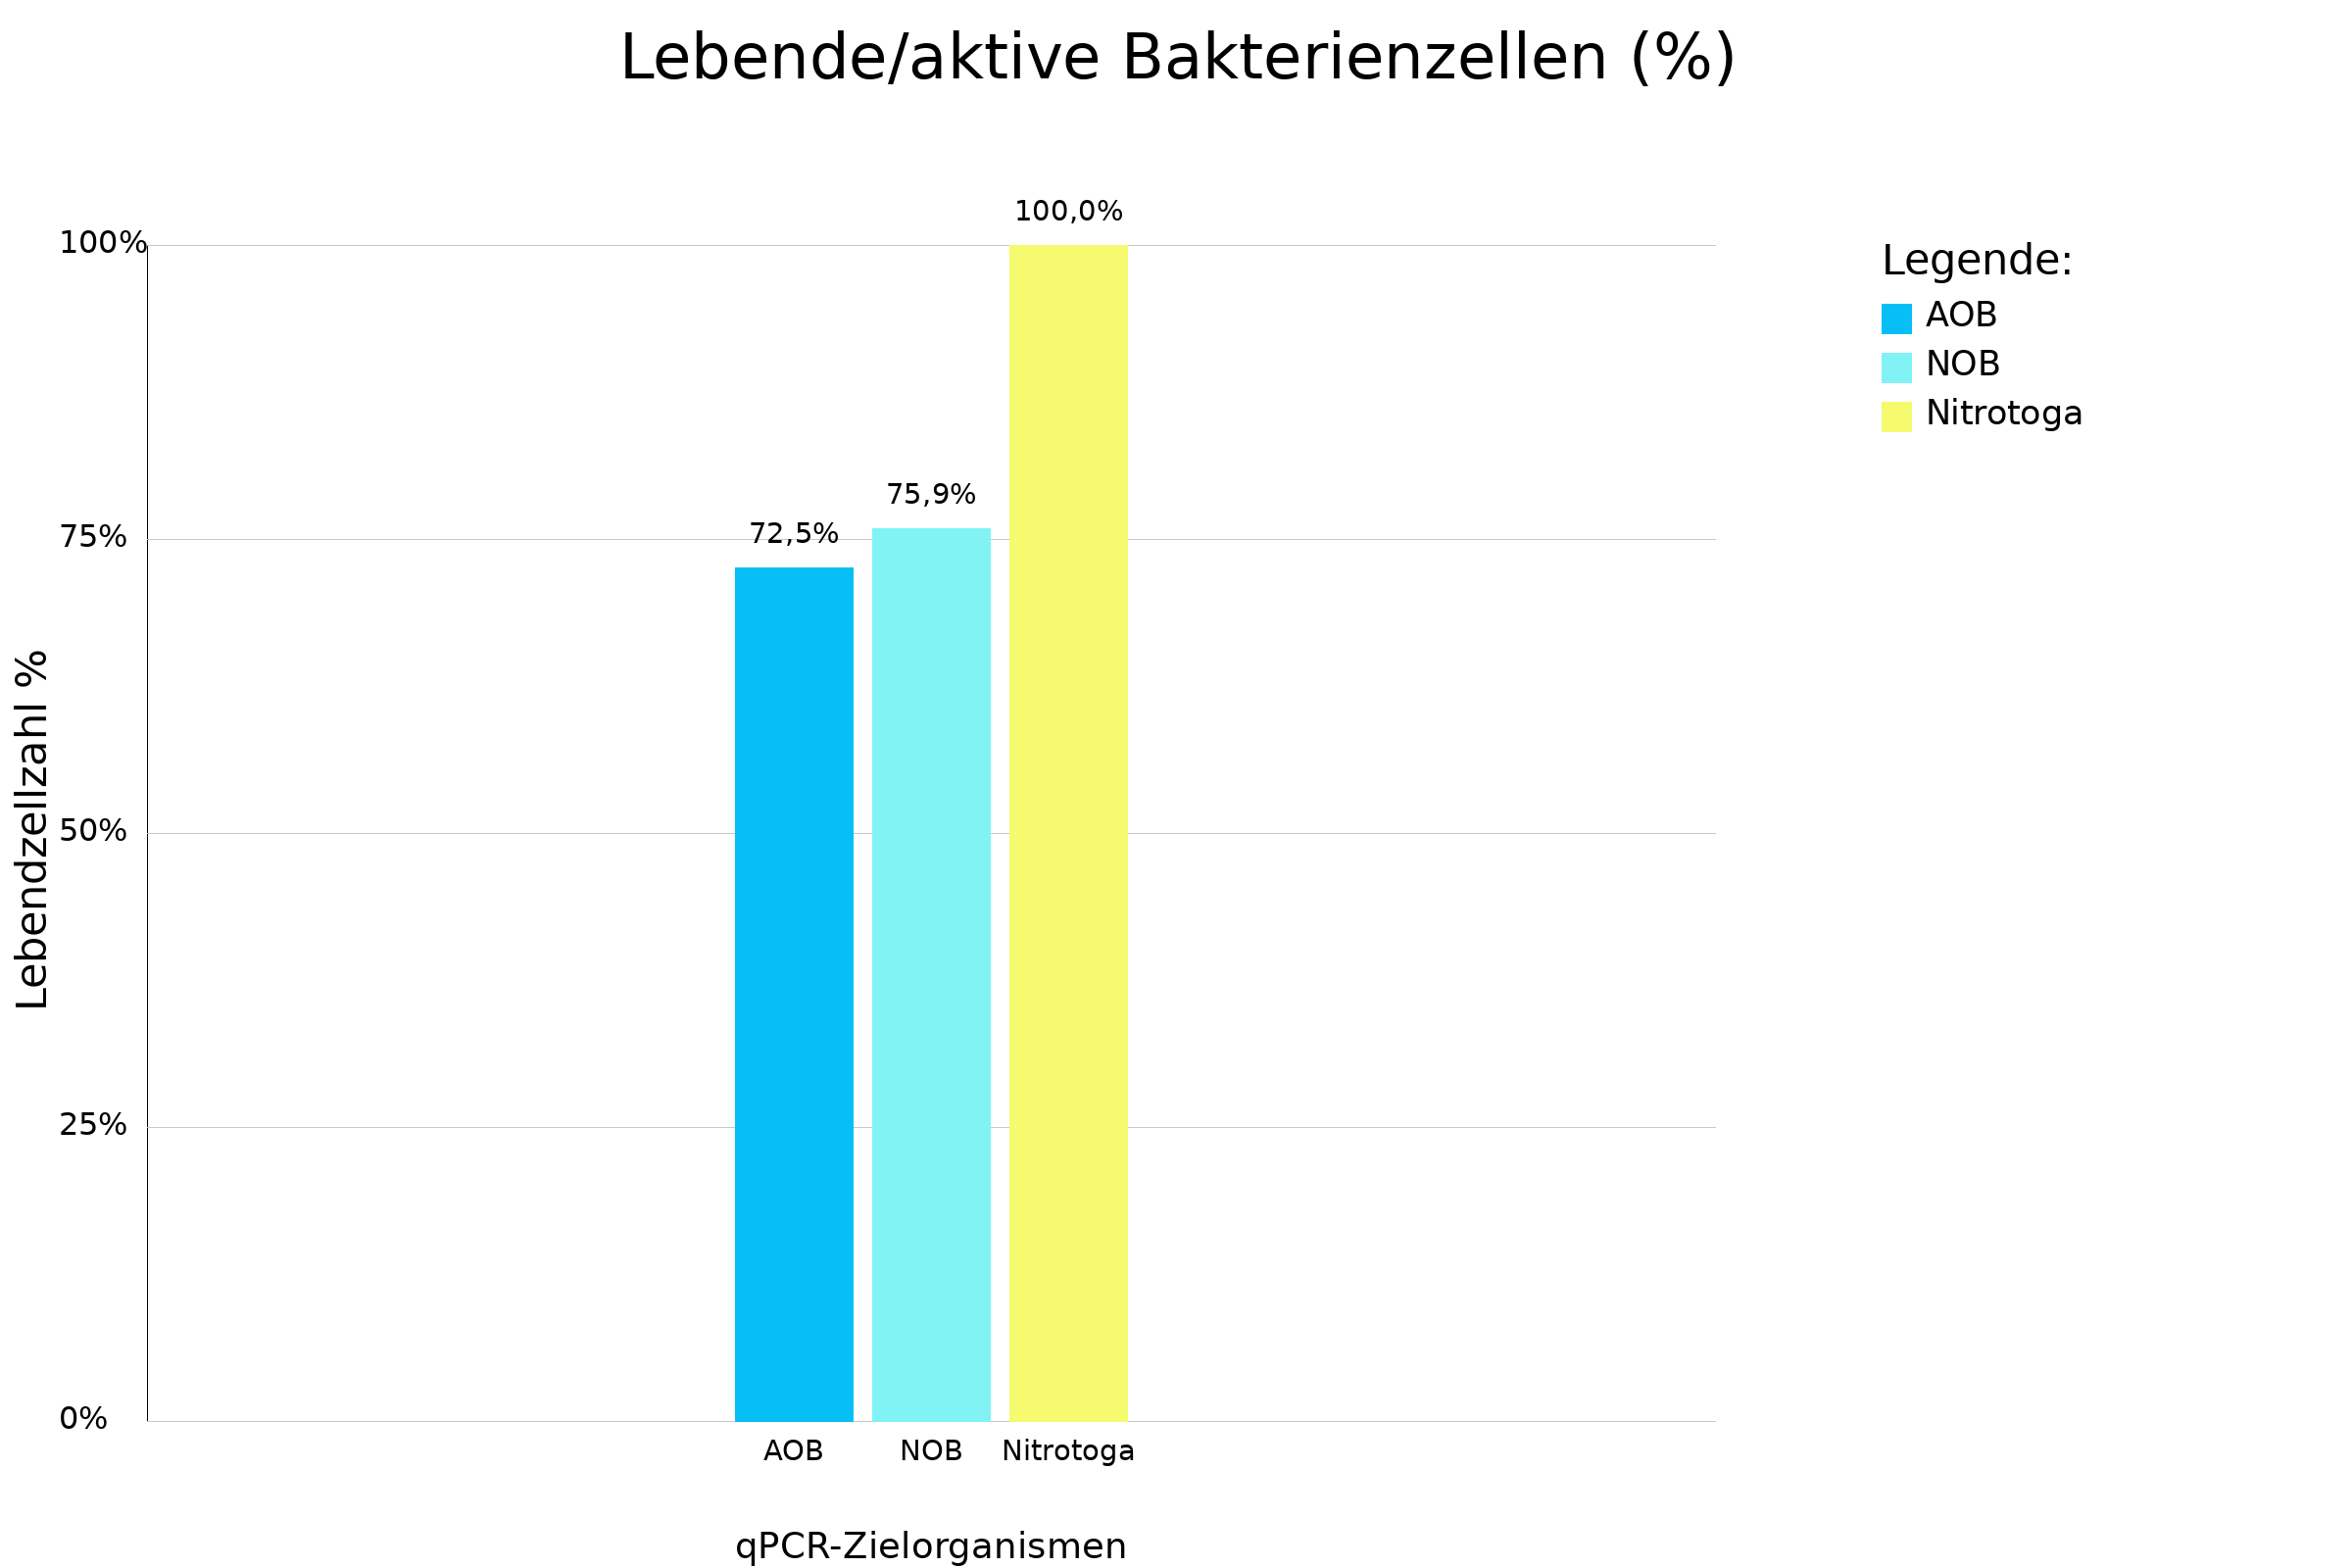 Lebende/aktive Bakterienzellen (%)
100,0%
100%
Legende:
AOB
NOB
Nitrotoga
75,9%
72,5%
75%
Lebendzellzahl %
50%
25%
0%
AOB NOB Nitrotoga
qPCR-Zielorganismen